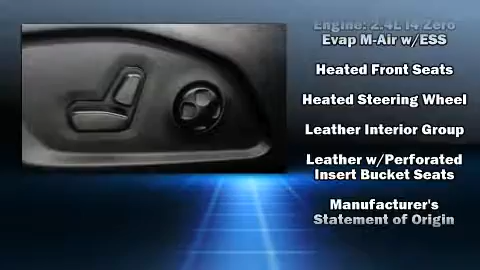 Engine: 2.4L I4 Zero
Evap M-Air w/ESS
Heated Front Seats
Heated Steering Wheel
Leather Interior Group
Leather w/Perforated
Insert Bucket Seats
Manufacturer's
Statement of Origin